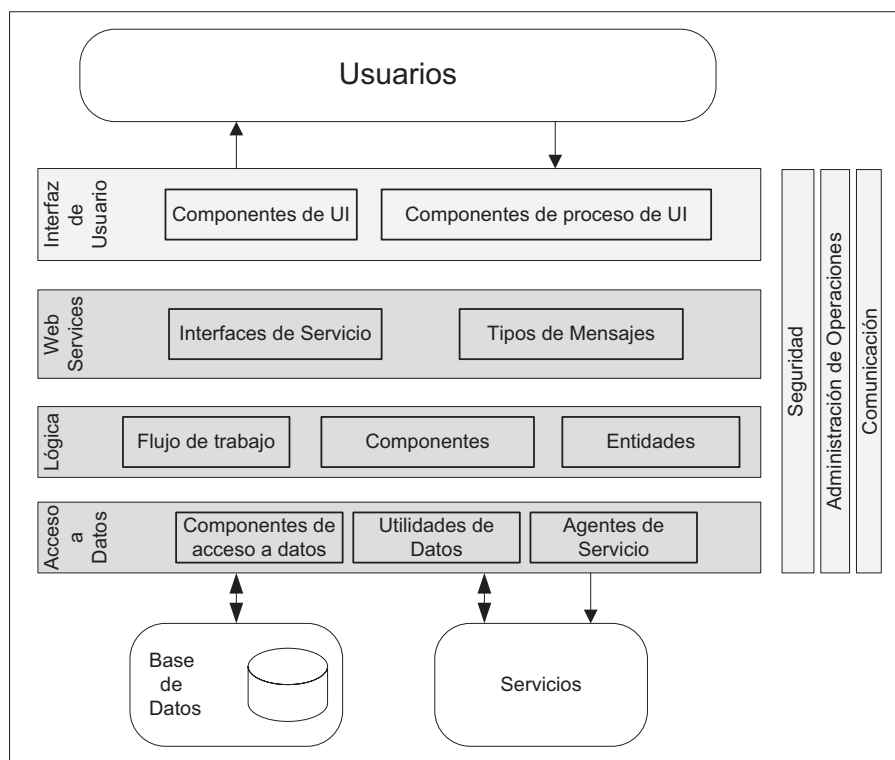 Usuarios
Interfaz
de
Usuario
Componentes de UI
Componentes de proceso de UI
Web
Services
Interfaces de Servicio
Tipos de Mensajes
Lógica
Flujo de trabajo
Componentes
Entidades
Acceso
a
Datos
Componentes de
acceso a datos
Utilidades de
Datos
Agentes de
Servicio
Seguridad
Administración de Operaciones
Comunicación
Base
de
Datos
Servicios